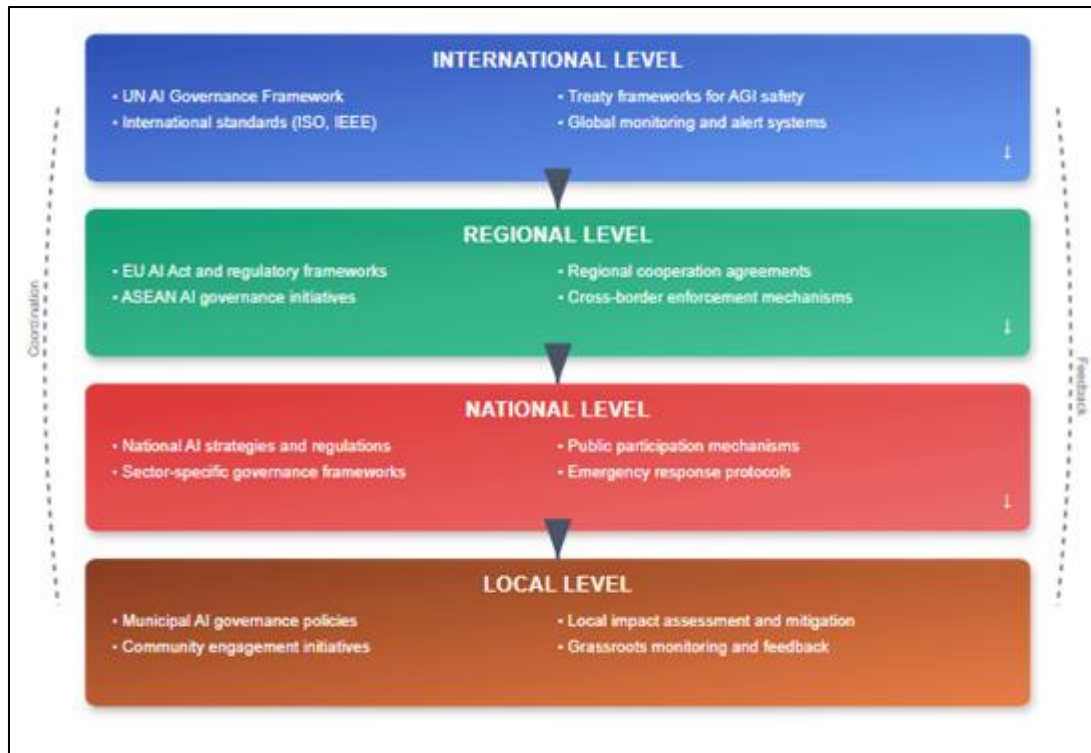 INTERNATIONAL LEVEL
• UN AI Governance Framework
• International standards (ISO, IEEE)
• Treaty frameworks for AGI safety
• Global monitoring and alert systems
↓
REGIONAL LEVEL
• EU AI Act and regulatory frameworks
• ASEAN AI governance initiatives
• Regional cooperation agreements
• Cross-border enforcement mechanisms
↓
NATIONAL LEVEL
• National AI strategies and regulations
• Sector-specific governance frameworks
• Public participation mechanisms
• Emergency response protocols
↓
LOCAL LEVEL
• Municipal AI governance policies
• Community engagement initiatives
• Local impact assessment and mitigation
• Grassroots monitoring and feedback
Coordination
Feedback